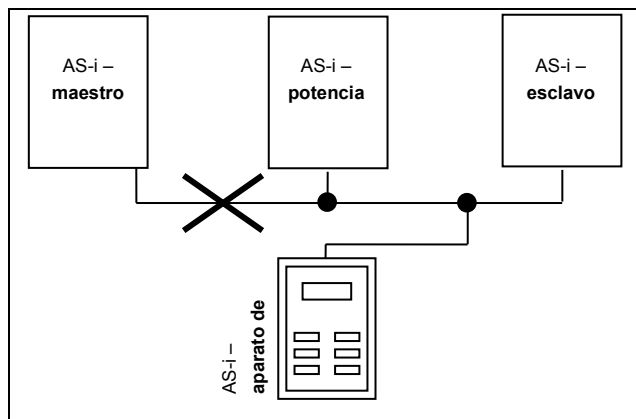 AS-i –
maestro
AS-i –
potencia
AS-i –
esclavo
AS-i –
aparato de